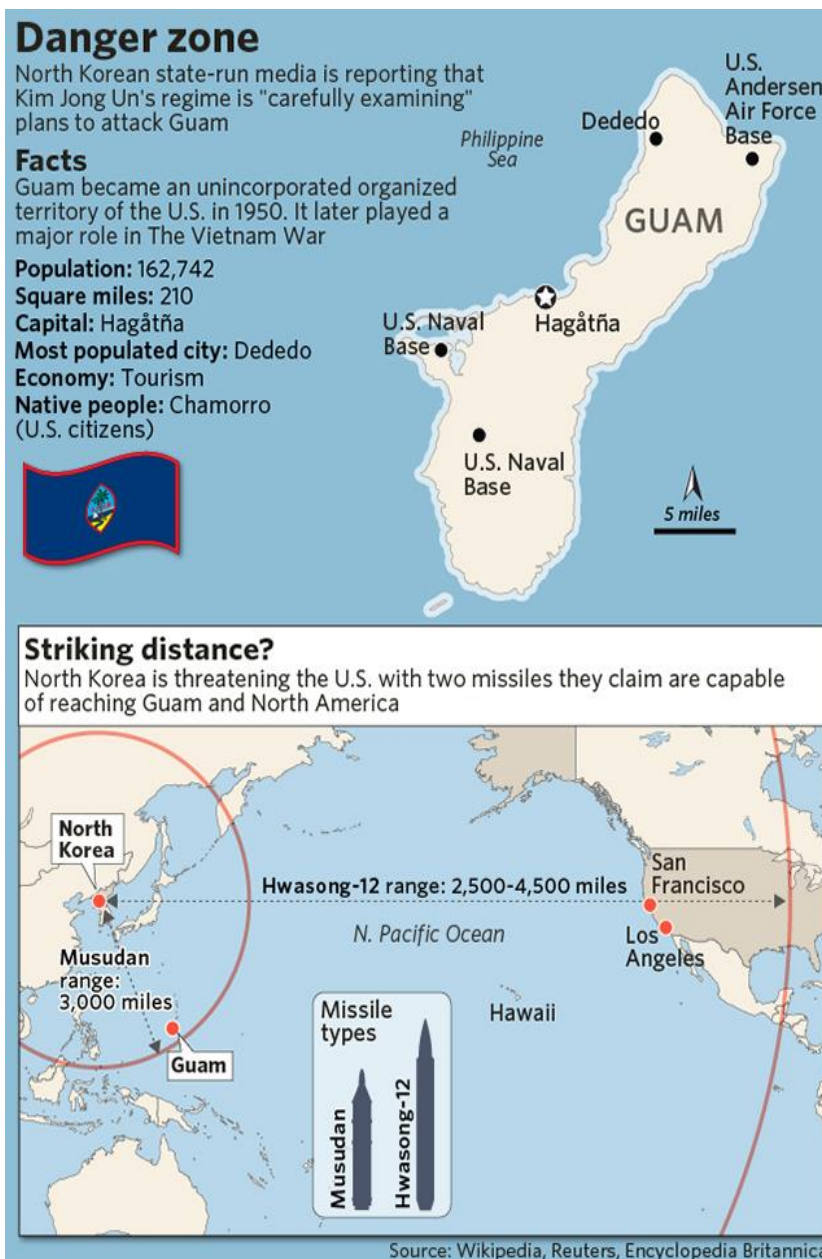 Danger zone
North Korean state-run media is reporting that
Kim Jong Un's regime is "carefully examining"
plans to attack Guam
Facts
Guam became an unincorporated organized
territory of the U.S. in 1950. It later played a
major role in The Vietnam War
Population: 162,742
Square miles: 210
Capital: Hagåtña
Most populated city: Dededo
Economy: Tourism
Native people: Chamorro
(U.S. citizens)
Philippine
Sea
Dededo
U.S.
Andersen
Air Force
Base
GUAM
Hagåtña
U.S. Naval
Base
U.S. Naval
Base
5 miles
Striking distance?
North Korea is threatening the U.S. with two missiles they claim are capable
of reaching Guam and North America
North
Korea
Hwasong-12 range: 2,500-4,500 miles
San
Francisco
Los
Angeles
N. Pacific Ocean
Musudan
range:
3,000 miles
Guam
Hawaii
Missile
types
Musudan
Hwasong-12
Source: Wikipedia, Reuters, Encyclopedia Britannica